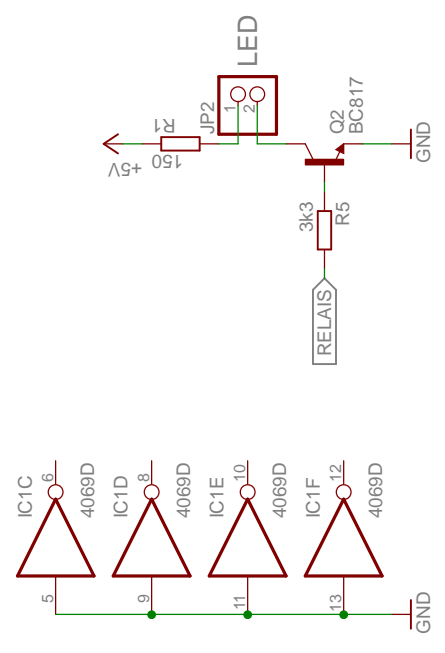 LED
JP2
1
2
R1
150
+5V
Q2
BC817
GND
3k3
R5
RELAIS
IC1C
6
4069D
5
IC1D
8
4069D
9
IC1E
10
4069D
11
IC1F
12
4069D
13
GND